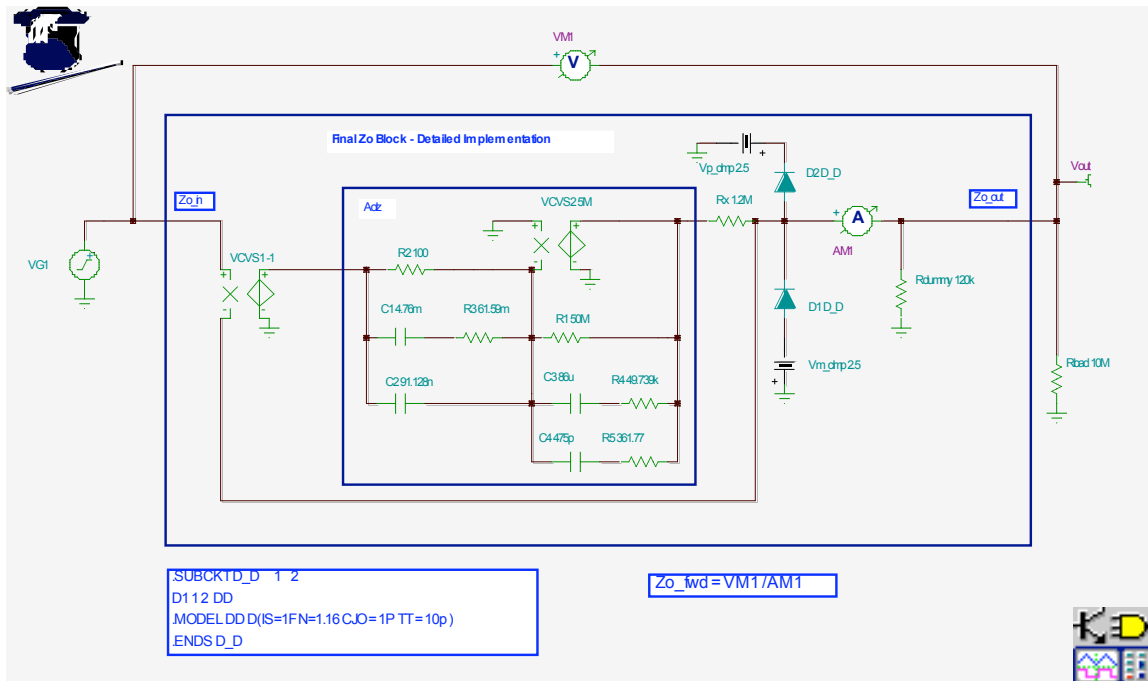 VM1
+
V
Final Zo Block - Detailed Implementation
Vp_clmp 2.5
+
D2 D_D
Vout
Zo_in
Aolz
VCVS2 5M
Rx 1.2M
+
A
AM1
Zo_out
VG1
+
VCVS1 -1
+ +
- -
R2 100
+ +
- -
C1 4.76m
R3 61.59m
R1 50M
D1 D_D
Rdummy 120k
C2 91.128n
C3 86u
R4 49.739k
Vm_clmp 2.5
+
Rload 10M
C4 475p
R5 361.77
.SUBCKT D_D 1 2
D1 1 2 DD
.MODEL DD D( IS=1F N=1.16 CJO=1P TT=10p )
.ENDS D_D
Zo_fwd = VM1 / AM1